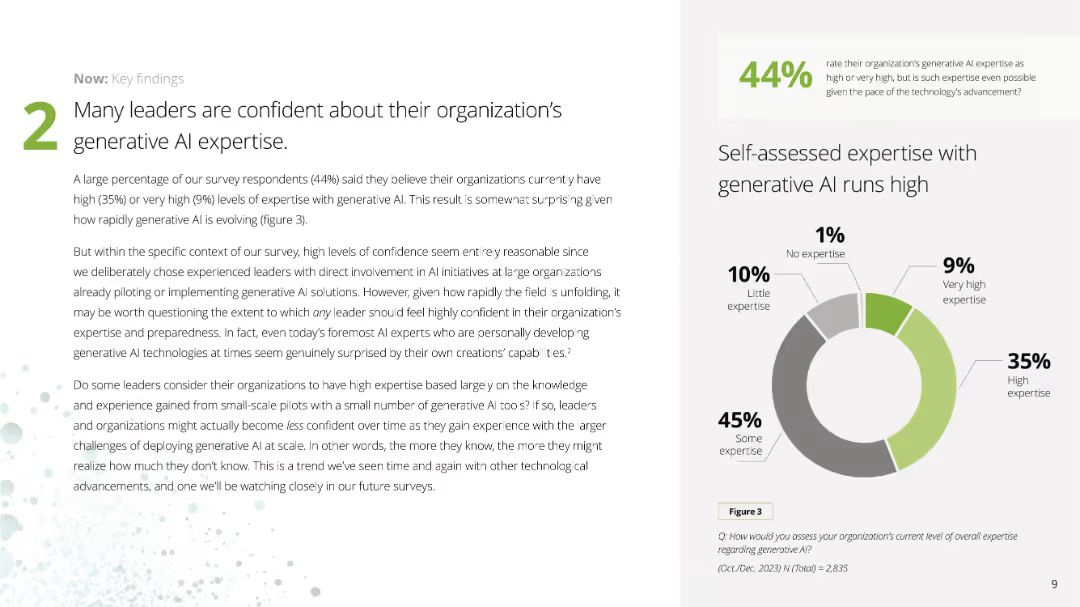 Now: Key findings
2
Many leaders are confident about their organization's
generative AI expertise.
A large percentage of our survey respondents (44%) said they believe their organizations currently have
high (35%) or very high (9%) levels of expertise with generative AI. This result is somewhat surprising given
how rapidly generative AI is evolving (figure 3).
But within the specific context of our survey, high levels of confidence seem entirely reasonable since
we deliberately chose experienced leaders with direct involvement in AI initiatives at large organizations
already piloting or implementing generative AI solutions. However, given how rapidly the field is unfolding, it
may be worth questioning the extent to which any leader should feel highly confident in their organization's
expertise and preparedness. In fact, even today's foremost AI experts who are personally developing
generative AI technologies at times seem genuinely surprised by their own creations' capabilities.²
Do some leaders consider their organizations to have high expertise based largely on the knowledge
and experience gained from small-scale pilots with a small number of generative AI tools? If so, leaders
and organizations might actually become less confident over time as they gain experience with the larger
challenges of deploying generative AI at scale. In other words, the more they know, the more they might
realize how much they don't know. This is a trend we've seen time and again with other technological
advancements, and one we'll be watching closely in our future surveys.
44%
rate their organization's generative AI expertise as
high or very high, but is such expertise even possible
given the pace of the technology's advancement?
Self-assessed expertise with
generative AI runs high
1%
No expertise
10%
Little
expertise
9%
Very high
expertise
35%
High
expertise
45%
Some
expertise
Figure 3
Q: How would you assess your organization's current level of overall expertise
regarding generative AI?
(Oct./Dec. 2023) N (Total) = 2,835
9